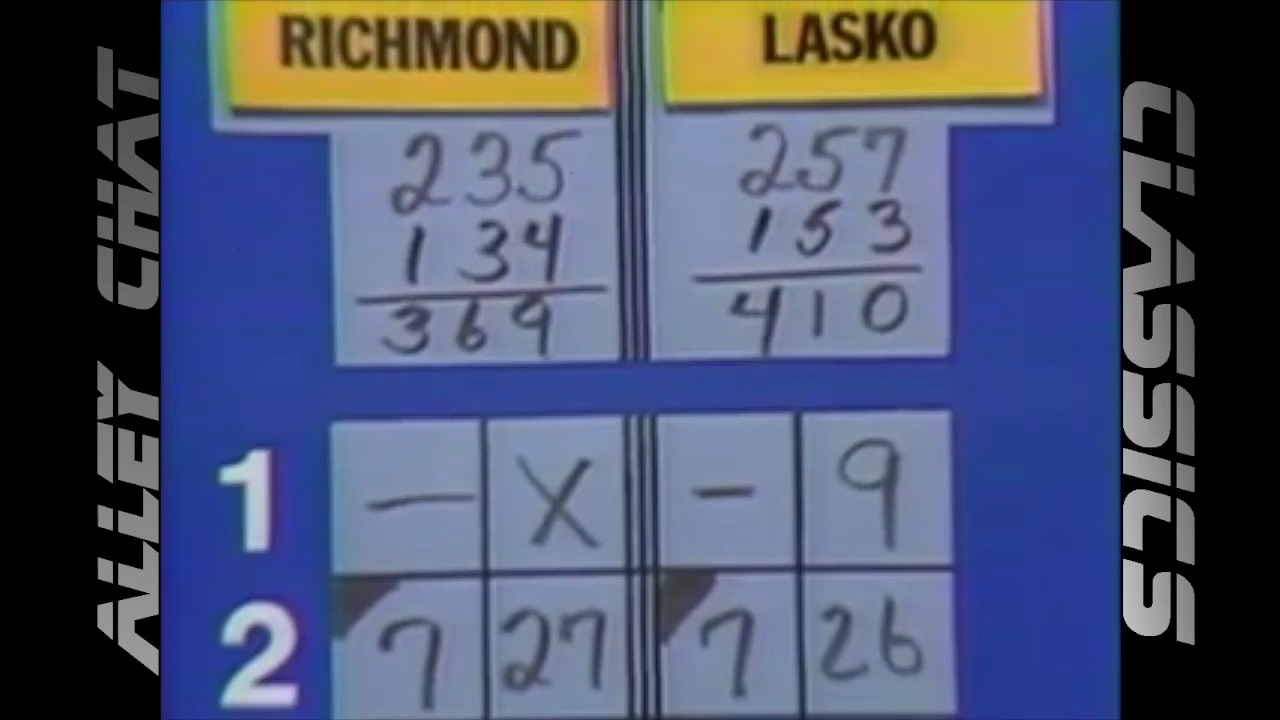 ALLEY CHAT
RICHMOND
235
134
369
LASKO
257
153
410
1 — X - 9
2 7 27 7 26
CLASSICS